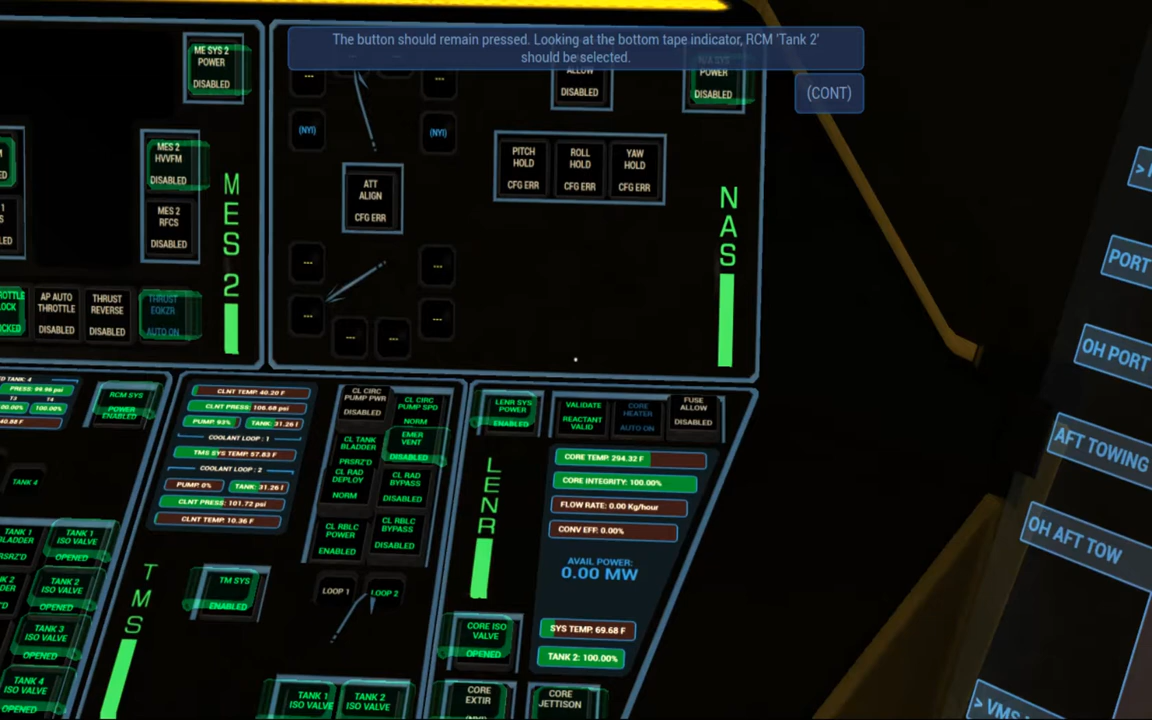 The button should remain pressed. Looking at the bottom tape indicator, RCM 'Tank 2'
should be selected.
(CONT)
ME SYS 2
POWER
DISABLED
MES 2
HVVFM
DISABLED
MES 2
RFCS
DISABLED
MES 2
AP AUTO
THROTTLE
DISABLED
THRUST
REVERSE
DISABLED
THRUST
EQKZR
AUTO ON
---
---
(NYI)
(NYI)
ATT
ALIGN
CFG ERR
---
---
---
---
---
---
ALLOW
DISABLED
POWER
DISABLED
PITCH
HOLD
CFG ERR
ROLL
HOLD
CFG ERR
YAW
HOLD
CFG ERR
NAS
PORT
OH PORT
AFT TOWING
OH AFT TOW
> VMS
PRESS: 99.98 psi
T3
T4
100.00%
RCM SYS
POWER
ENABLED
TANK 4
TANK 1
ISO VALVE
OPENED
TANK 2
ISO VALVE
OPENED
TANK 3
ISO VALVE
OPENED
TANK 4
ISO VALVE
OPENED
CLNT TEMP: 40.20 F
CLNT PRESS: 106.68 psi
PUMP: 93%
TANK: 31.26 l
COOLANT LOOP : 1
TMS SYS TEMP: 57.83 F
COOLANT LOOP : 2
PUMP: 0%
TANK: 31.26 l
CLNT PRESS: 101.72 psi
CLNT TEMP: 10.36 F
CL CIRC
PUMP PWR
DISABLED
CL CIRC
PUMP SPD
NORM
CL TANK
BLADDER
PRSRZ'D
EMER
VENT
DISABLED
CL RAD
DEPLOY
NORM
CL RAD
BYPASS
DISABLED
CL RBLC
POWER
ENABLED
CL RBLC
BYPASS
DISABLED
TMS
TM SYS
ENABLED
LOOP 1
LOOP 2
TANK 1
ISO VALVE
TANK 2
ISO VALVE
LENR SYS
POWER
ENABLED
VALIDATE
REACTANT
VALID
CORE
HEATER
AUTO ON
FUSE
ALLOW
DISABLED
LENR
CORE TEMP: 294.32 F
CORE INTEGRITY: 100.00%
FLOW RATE: 0.00 Kg/hour
CONV EFF: 0.00%
AVAIL POWER:
0.00 MW
SYS TEMP: 69.68 F
TANK 2: 100.00%
CORE ISO
VALVE
OPENED
CORE
EXTIR
CORE
JETTISON